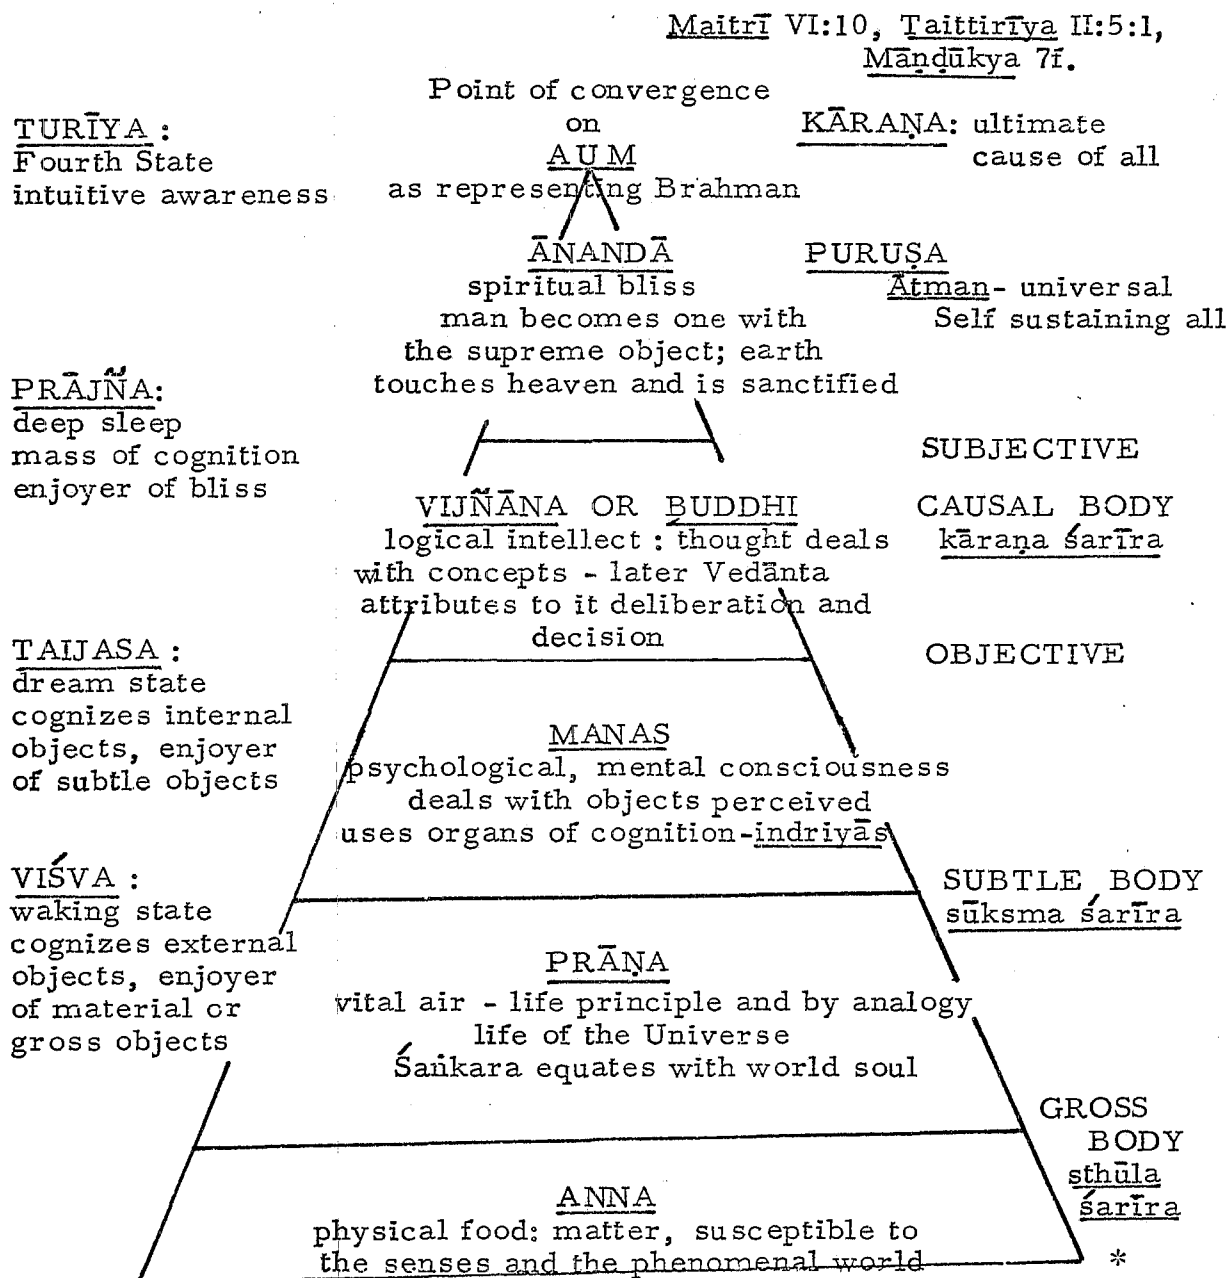 Maitrī VI:10, Taittirīya II:5:1,
Māṇḍūkya 7f.
Point of convergence
on
AUM
as representing Brahman
TURĪYA :
Fourth State
intuitive awareness
KĀRAṆA: ultimate
cause of all
ĀNANDĀ
spiritual bliss
man becomes one with
the supreme object; earth
touches heaven and is sanctified
PURUṢA
Ātman- universal
Self sustaining all
PRĀJÑA:
deep sleep
mass of cognition
enjoyer of bliss
SUBJECTIVE
VIJÑĀNA OR BUDDHI
logical intellect : thought deals
with concepts - later Vedānta
attributes to it deliberation and
decision
CAUSAL BODY
kāraṇa śarīra
TAIJASA :
dream state
cognizes internal
objects, enjoyer
of subtle objects
OBJECTIVE
MANAS
psychological, mental consciousness
deals with objects perceived
uses organs of cognition-indriyās
VIŚVA :
waking state
cognizes external
objects, enjoyer
of material or
gross objects
SUBTLE BODY
sūksma śarīra
PRĀṆA
vital air - life principle and by analogy
life of the Universe
Śaṅkara equates with world soul
GROSS
BODY
sthūla
śarīra
ANNA
physical food: matter, susceptible to
the senses and the phenomenal world
*